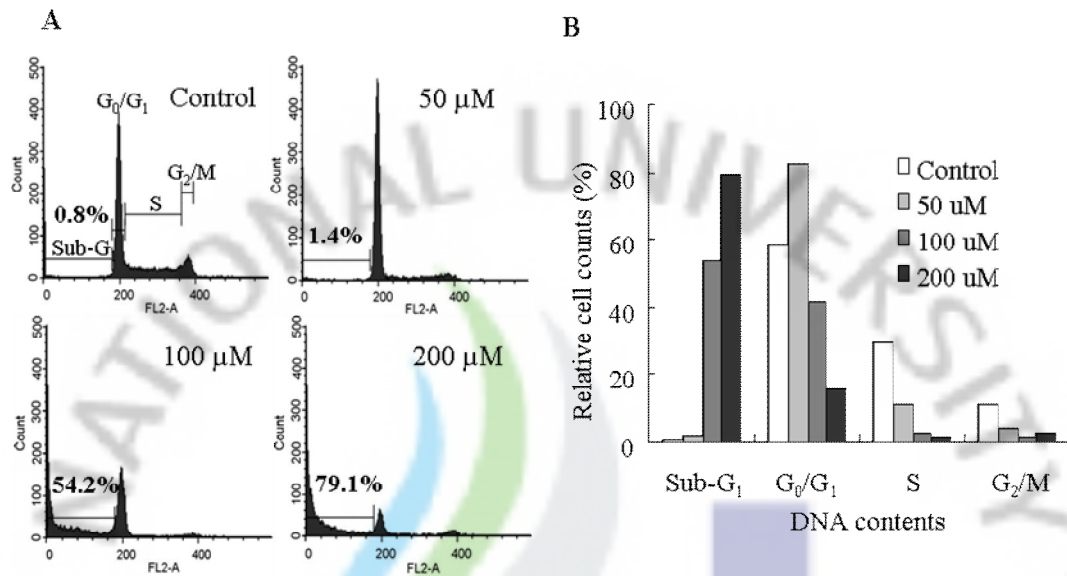 A
500
400
300
200
100
0
Count
G0/G1
Control
G2/M
S
0.8%
Sub-G
0 200 400
FL2-A
500
400
300
200
100
0
Count
50 µM
1.4%
0 200 400
FL2-A
500
400
300
200
100
0
Count
100 µM
54.2%
0 200 400
FL2-A
500
400
300
200
100
0
Count
200 µM
79.1%
0 200 400
FL2-A
B
Relative cell counts (%)
100
80
60
40
20
0
Control
50 uM
100 uM
200 uM
Sub-G1 G0/G1 S G2/M
DNA contents
NATIONAL UNIVERSITY